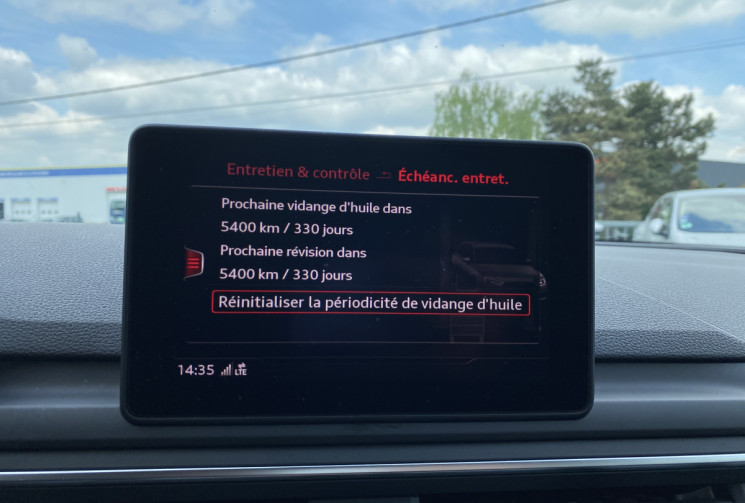 Entretien & contrôle Échéanc. entret.
Prochaine vidange d'huile dans
5400 km / 330 jours
Prochaine révision dans
5400 km / 330 jours
Réinitialiser la périodicité de vidange d'huile
14:35 LTE